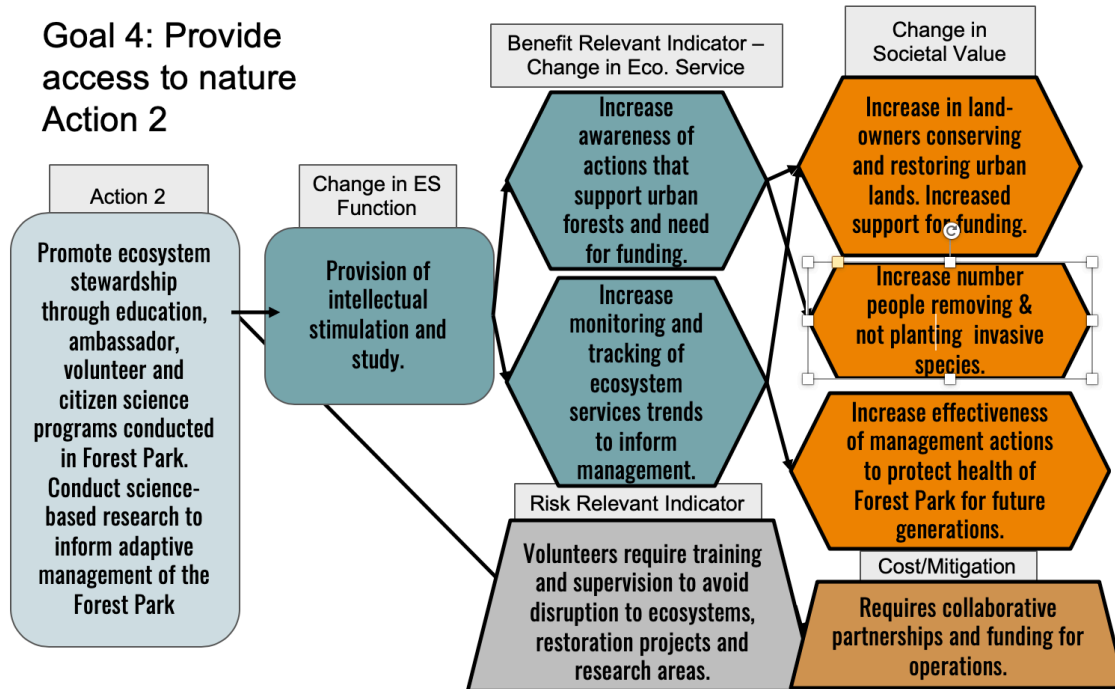 Goal 4: Provide
access to nature
Action 2
Action 2
Promote ecosystem
stewardship
through education,
ambassador,
volunteer and
citizen science
programs conducted
in Forest Park.
Conduct science-
based research to
inform adaptive
management of the
Forest Park
Change in ES
Function
Provision of
intellectual
stimulation and
study.
Benefit Relevant Indicator –
Change in Eco. Service
Increase
awareness of
actions that
support urban
forests and need
for funding.
Increase
monitoring and
tracking of
ecosystem
services trends
to inform
management.
Risk Relevant Indicator
Volunteers require training
and supervision to avoid
disruption to ecosystems,
restoration projects and
research areas.
Change in
Societal Value
Increase in land-
owners conserving
and restoring urban
lands. Increased
support for funding.
Increase number
people removing &
not planting invasive
species.
Increase effectiveness
of management actions
to protect health of
Forest Park for future
generations.
Cost/Mitigation
Requires collaborative
partnerships and funding for
operations.